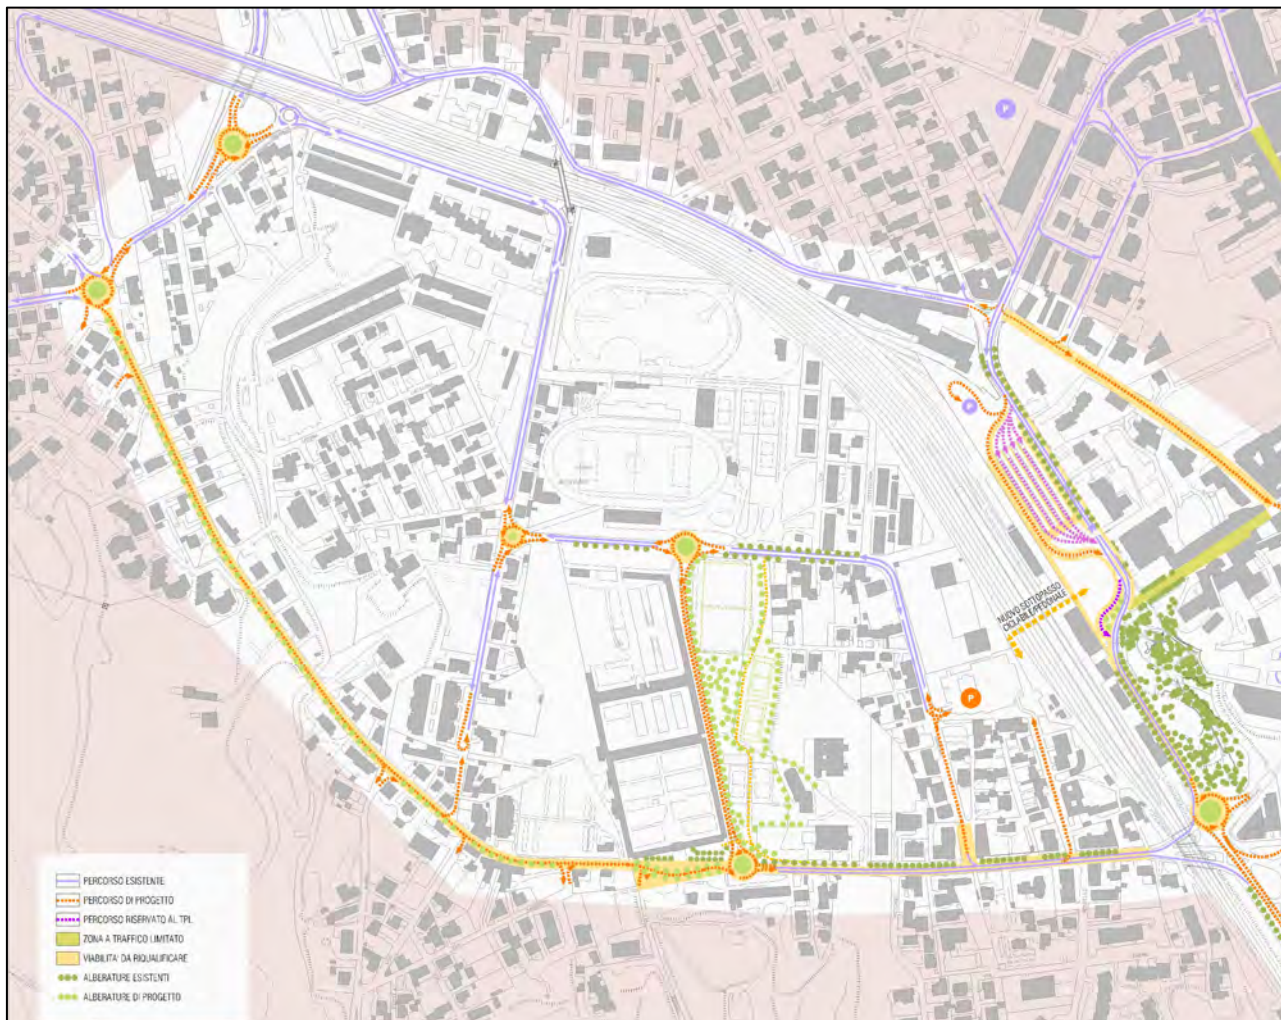 P
P
NUOVO SOTTOPASSO
CICLABILE/PEDONALE
P
PERCORSO ESISTENTE
PERCORSO DI PROGETTO
PERCORSO RISERVATO AL TPL
ZONA A TRAFFICO LIMITATO
VIABILITA' DA RIQUALIFICARE
ALBERATURE ESISTENTI
ALBERATURE DI PROGETTO